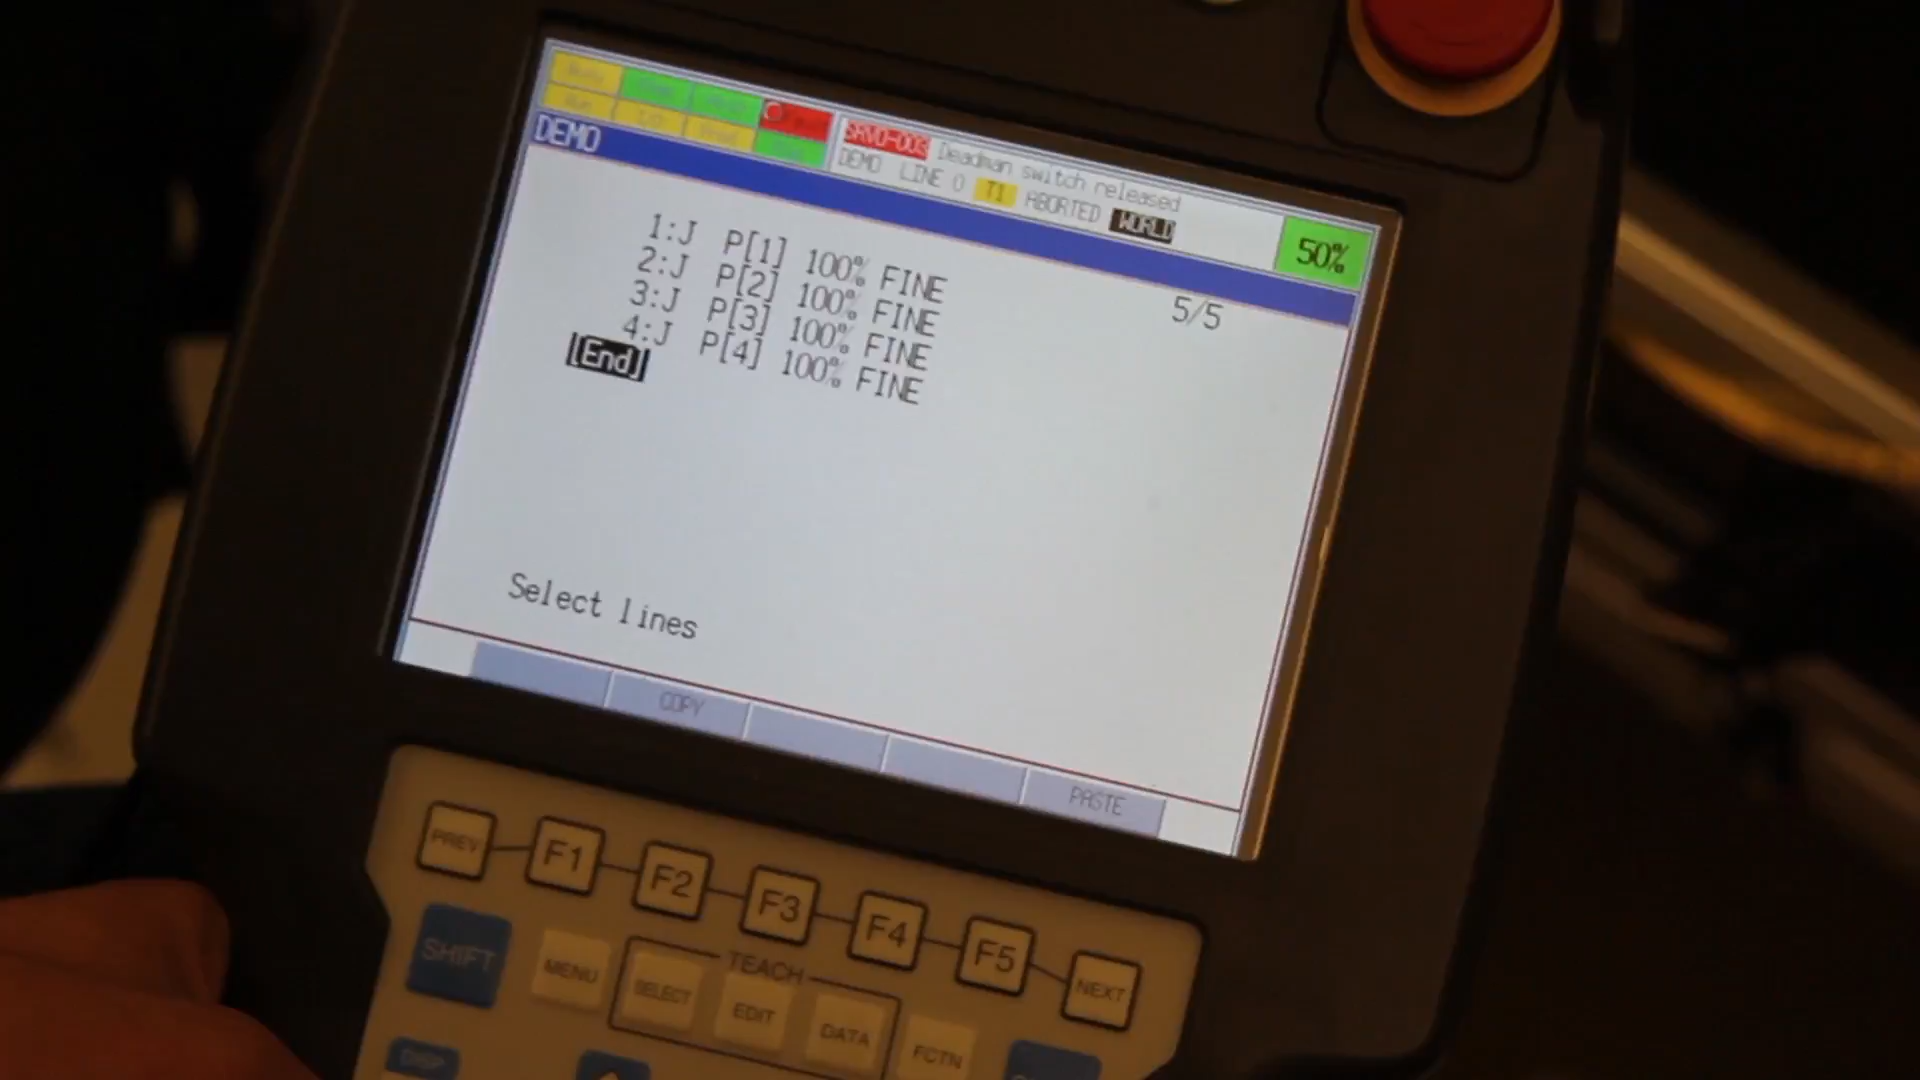 SRVO-003 Deadman switch released
DEMO LINE 0 T1 ABORTED WORLD
50%
DEMO
5/5
1:J P[1] 100% FINE
2:J P[2] 100% FINE
3:J P[3] 100% FINE
4:J P[4] 100% FINE
[End]
Select lines
COPY PASTE
PREV F1 F2 F3 F4 F5 NEXT
SHIFT MENU TEACH FCTN
SELECT EDIT DATA
DISP